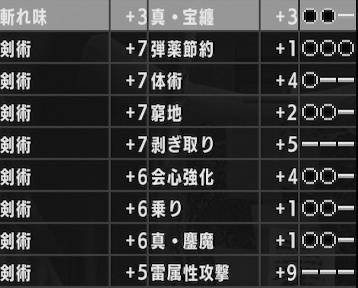 斬れ味 +3 真・宝纏 +3 ●●ー
剣術 +7 弾薬節約 +1 ○○○
剣術 +7 体術 +4 ○ーー
剣術 +7 窮地 +2 ○○ー
剣術 +7 剥ぎ取り +5 ーーー
剣術 +6 会心強化 +4 ○○ー
剣術 +6 乗り +1 ○○ー
剣術 +6 真・鏖魔 +1 ○○ー
剣術 +5 雷属性攻撃 +9 ーーー